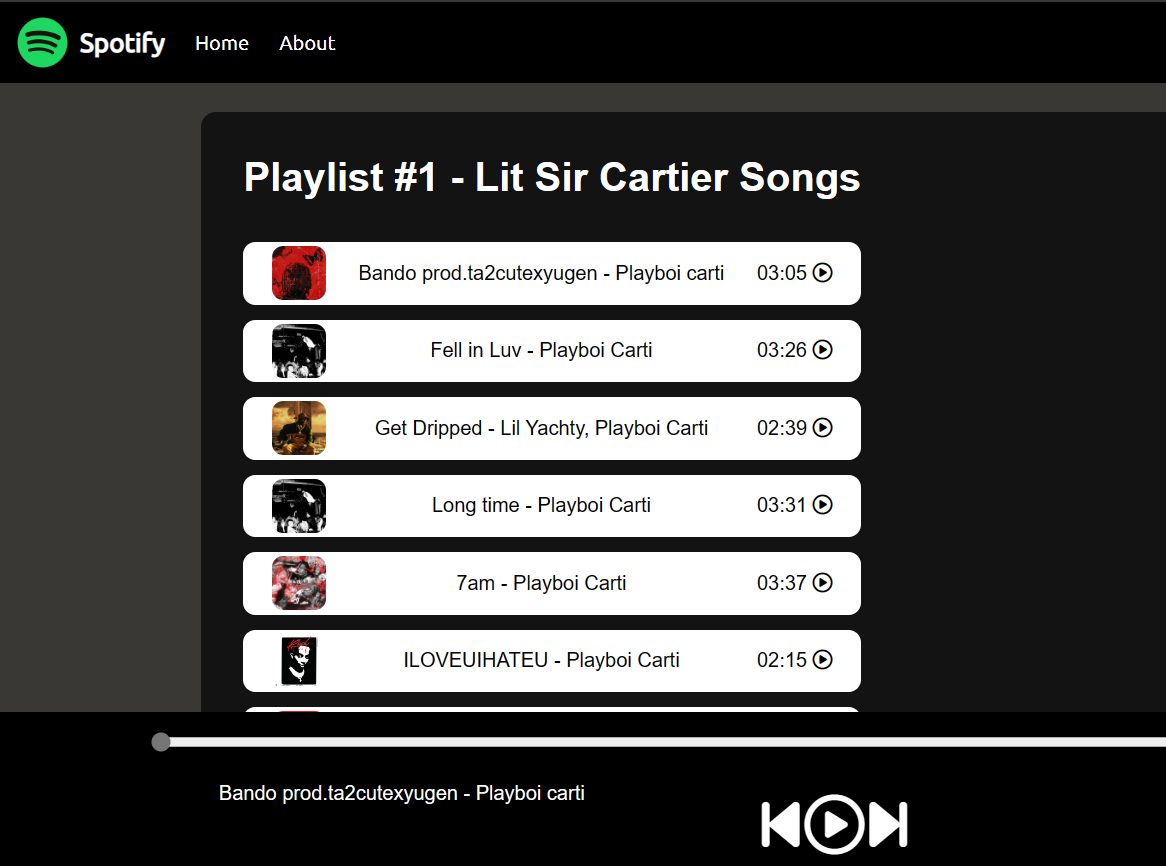 Spotify Home About
Playlist #1 - Lit Sir Cartier Songs
Bando prod.ta2cutexyugen - Playboi carti 03:05
Fell in Luv - Playboi Carti 03:26
Get Dripped - Lil Yachty, Playboi Carti 02:39
Long time - Playboi Carti 03:31
7am - Playboi Carti 03:37
ILOVEUIHATEU - Playboi Carti 02:15
Bando prod.ta2cutexyugen - Playboi carti